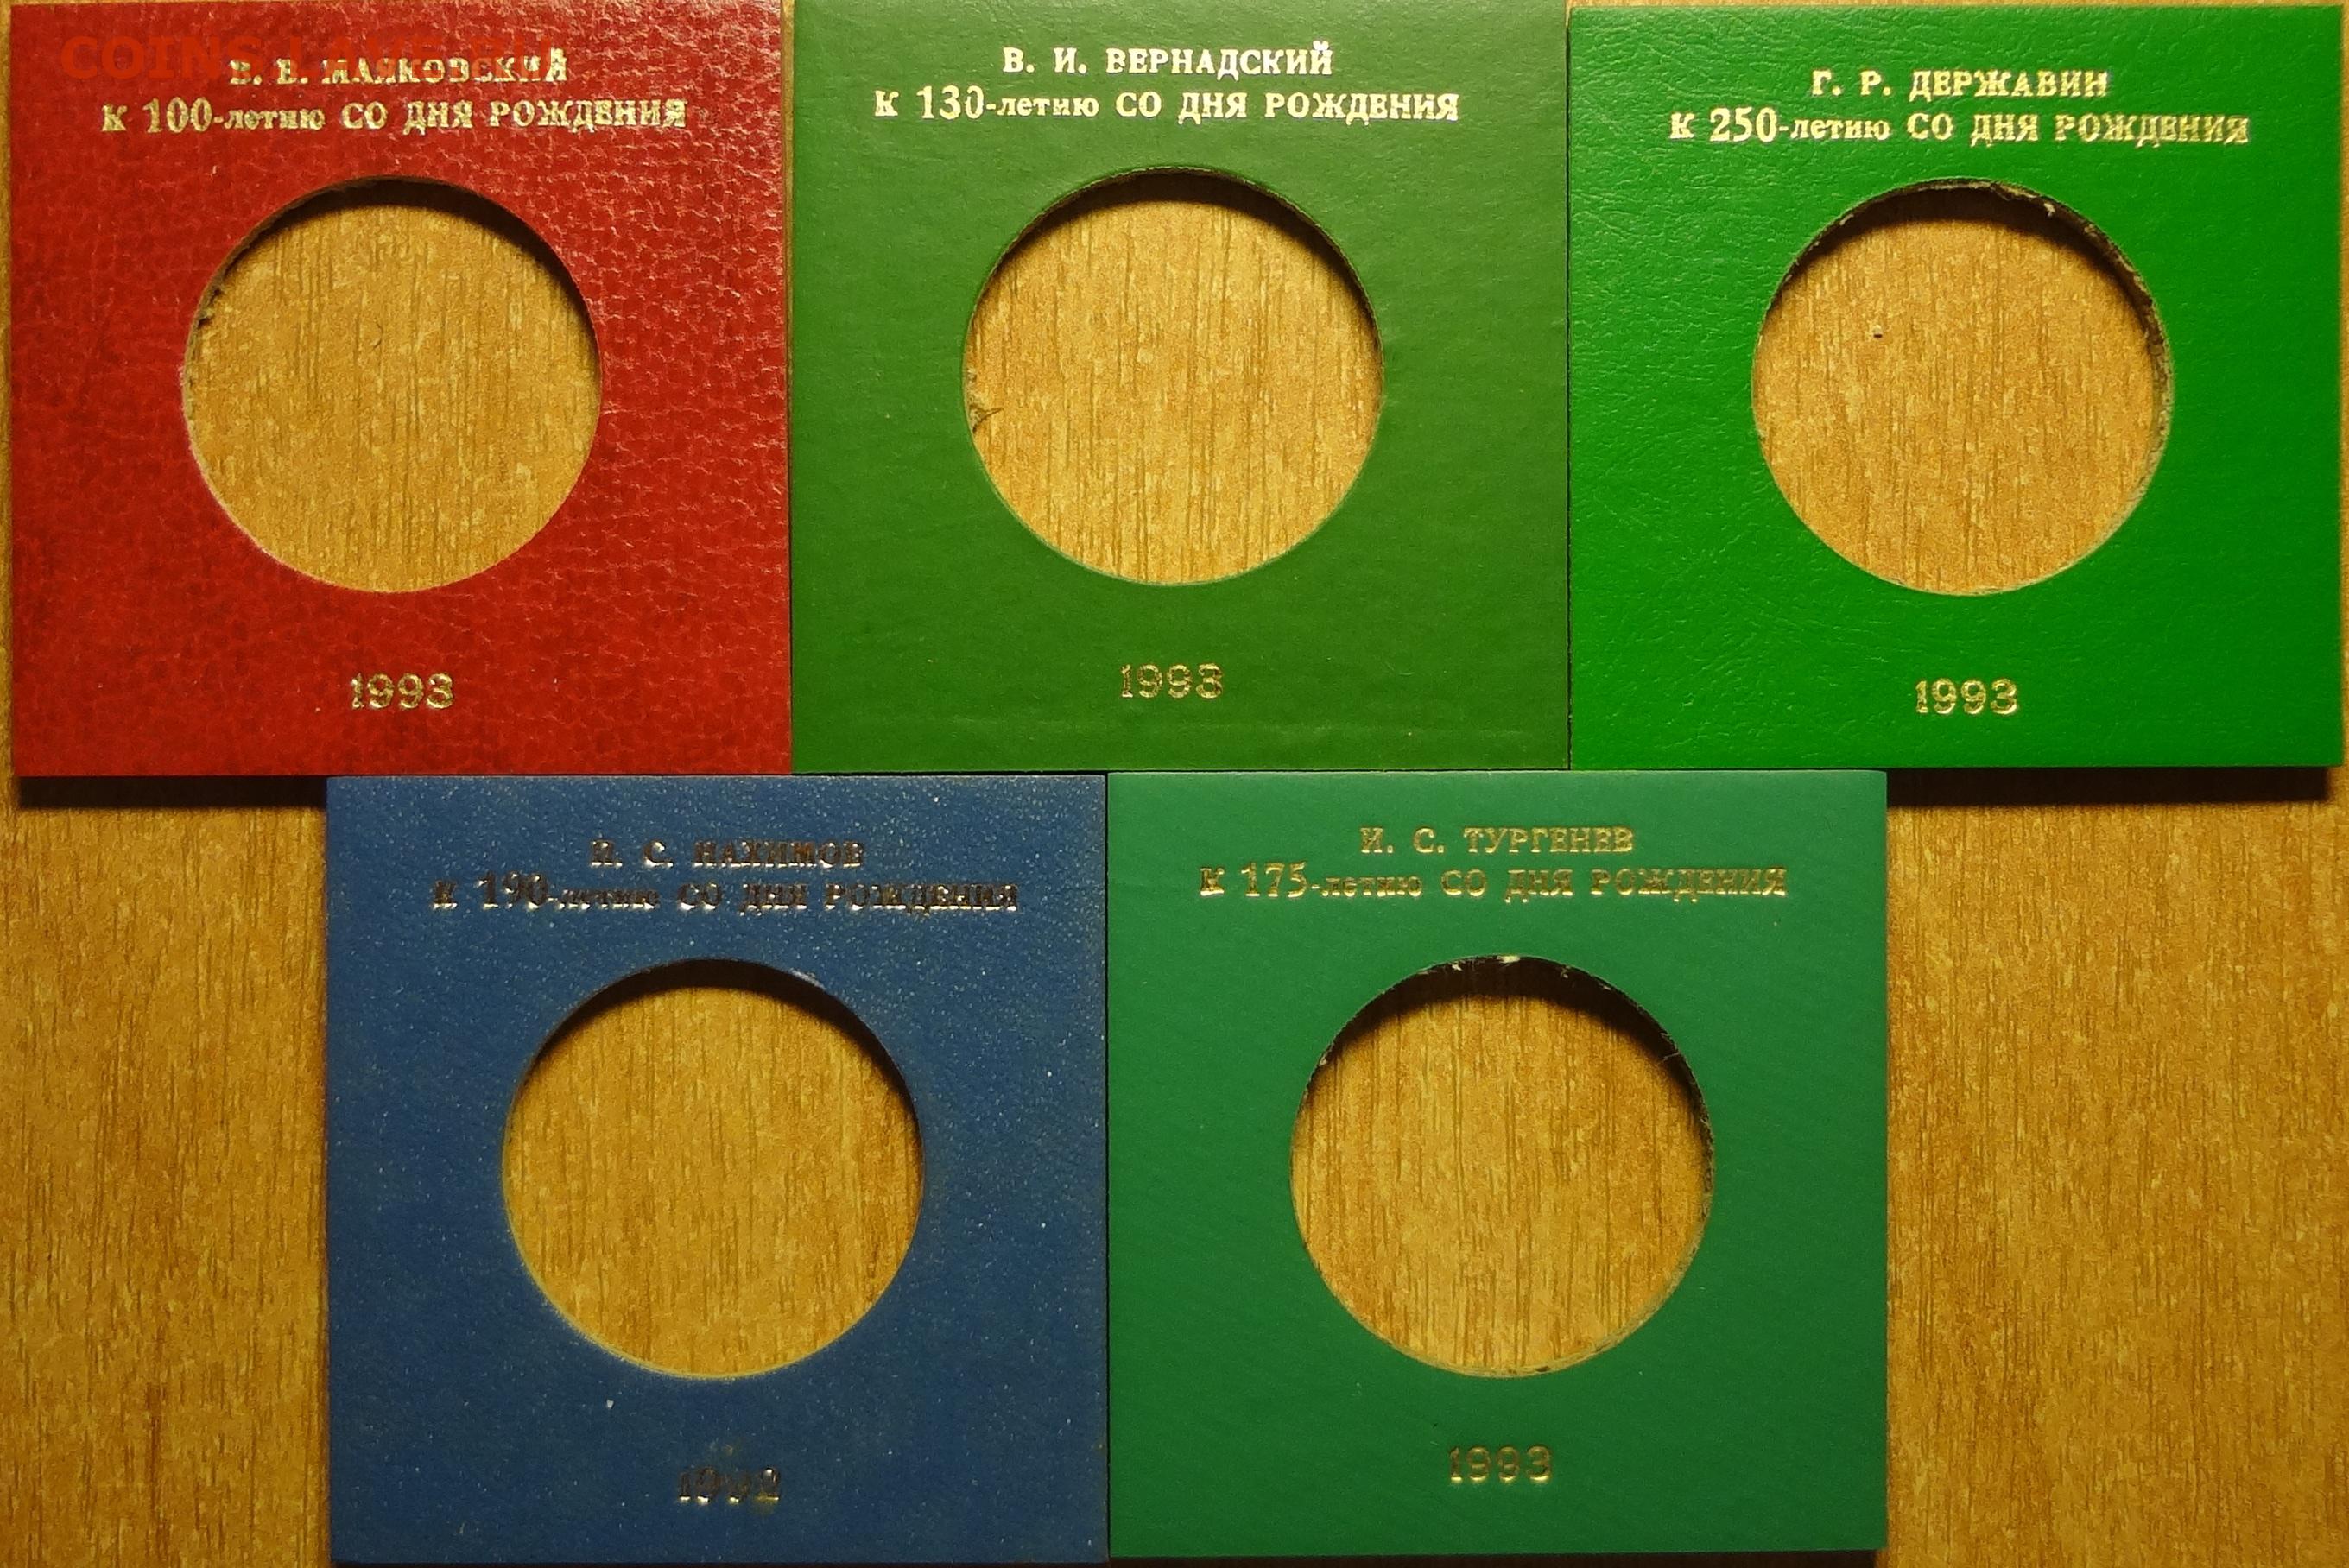 COINS.LAVE.RU
В. В. МАЯКОВСКИЙ
К 100-летию СО ДНЯ РОЖДЕНИЯ
1993
В. И. ВЕРНАДСКИЙ
К 130-летию СО ДНЯ РОЖДЕНИЯ
1993
Г. Р. ДЕРЖАВИН
К 250-летию СО ДНЯ РОЖДЕНИЯ
1993
П. С. НАХИМОВ
К 190-летию СО ДНЯ РОЖДЕНИЯ
1992
И. С. ТУРГЕНЕВ
К 175-летию СО ДНЯ РОЖДЕНИЯ
1993